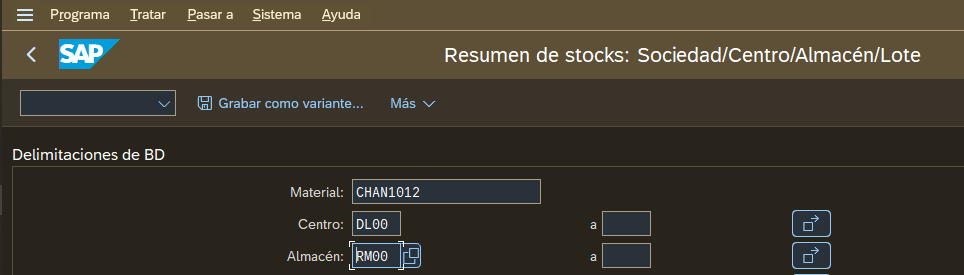 Programa Tratar Pasar a Sistema Ayuda
SAP Resumen de stocks: Sociedad/Centro/Almacén/Lote
Grabar como variante... Más
Delimitaciones de BD
Material: CHAN1012
Centro: DL00 a
Almacén: RM00 a